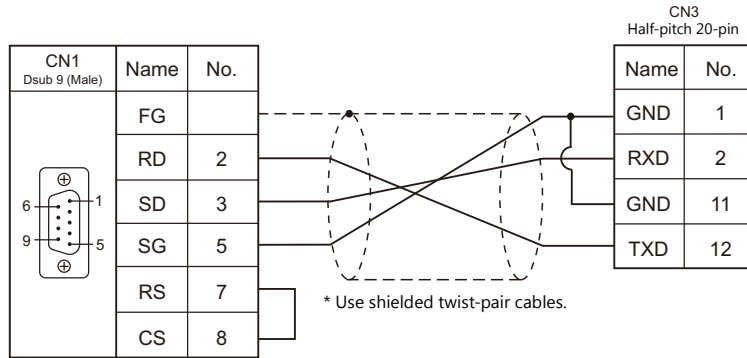 CN1
Dsub 9 (Male)
Name No.
FG
RD 2
SD 3
SG 5
RS 7
CS 8
6
1
9
5
* Use shielded twist-pair cables.
CN3
Half-pitch 20-pin
Name No.
GND 1
RXD 2
GND 11
TXD 12